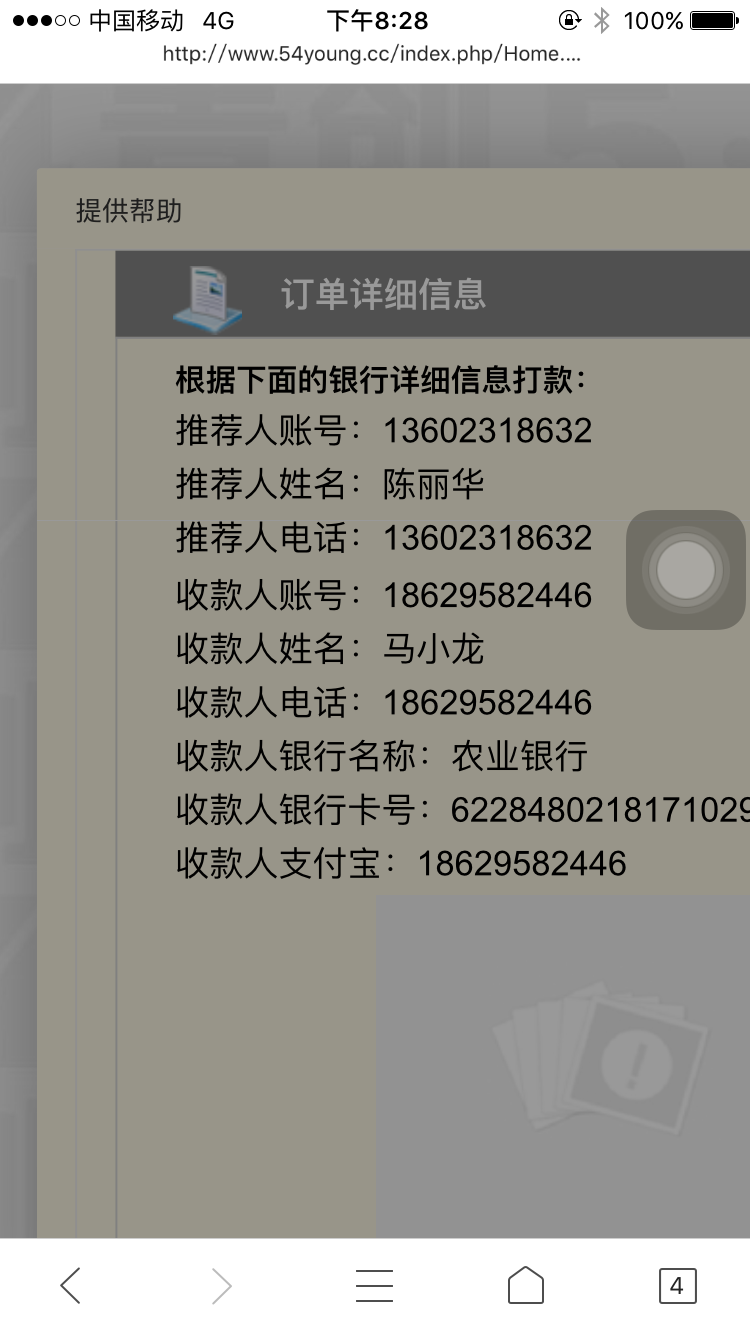 中国移动 4G 下午8:28 100%
http://www.54young.cc/index.php/Home....
提供帮助
订单详细信息
根据下面的银行详细信息打款：
推荐人账号：13602318632
推荐人姓名：陈丽华
推荐人电话：13602318632
收款人账号：18629582446
收款人姓名：马小龙
收款人电话：18629582446
收款人银行名称：农业银行
收款人银行卡号：6228480218171029
收款人支付宝：18629582446
4